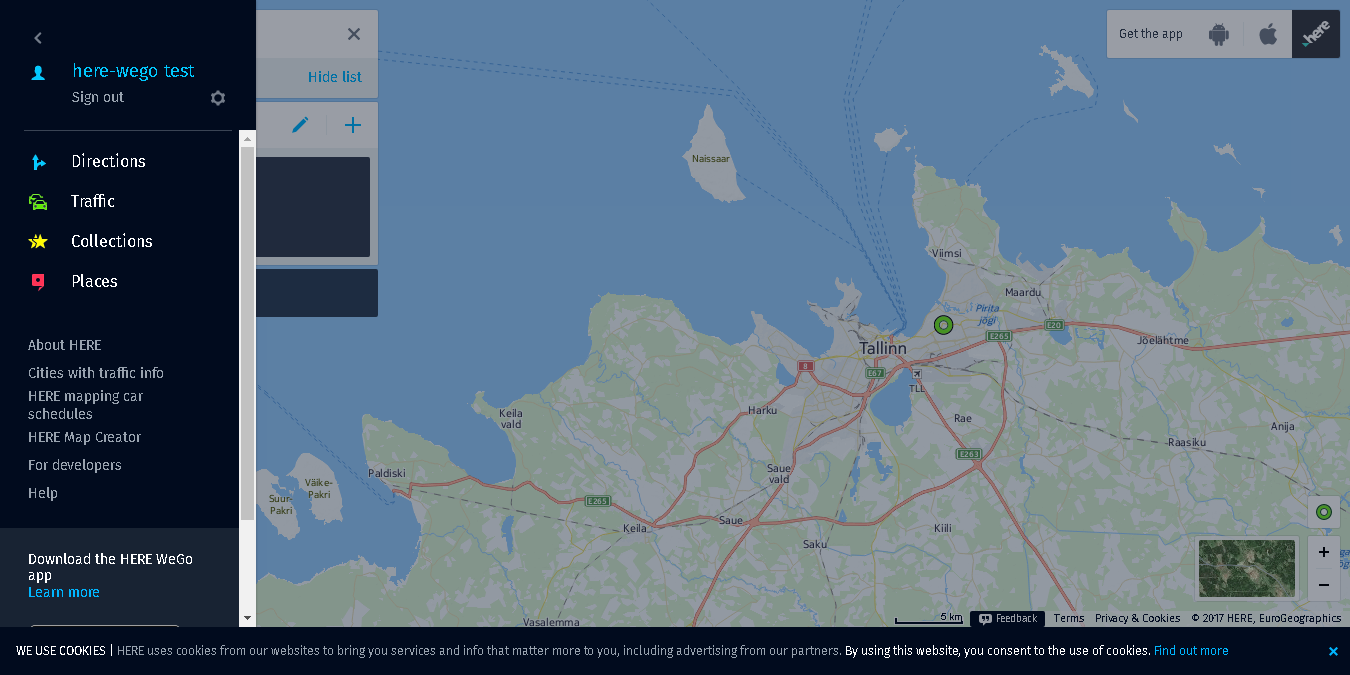 here-wego test
Sign out
Directions
Traffic
Collections
Places
About HERE
Cities with traffic info
HERE mapping car
schedules
HERE Map Creator
For developers
Help
Download the HERE WeGo
app
Learn more
Hide list
Get the app
here
Naissaar
Viimsi
Maardu
Pirita
jõgi
E20
E265
Jõelähtme
Tallinn
8
E67
TLL
Harku
Rae
Keila
vald
Anija
Raasiku
E263
Saue
vald
Paldiski
Väike-
Pakri
Suur-
Pakri
E265
Keila
Saue
Kiili
Saku
Vasalemma
+
−
5 km
Feedback
Terms
Privacy & Cookies
© 2017 HERE, EuroGeographics
WE USE COOKIES | HERE uses cookies from our websites to bring you services and info that matter more to you, including advertising from our partners. By using this website, you consent to the use of cookies. Find out more